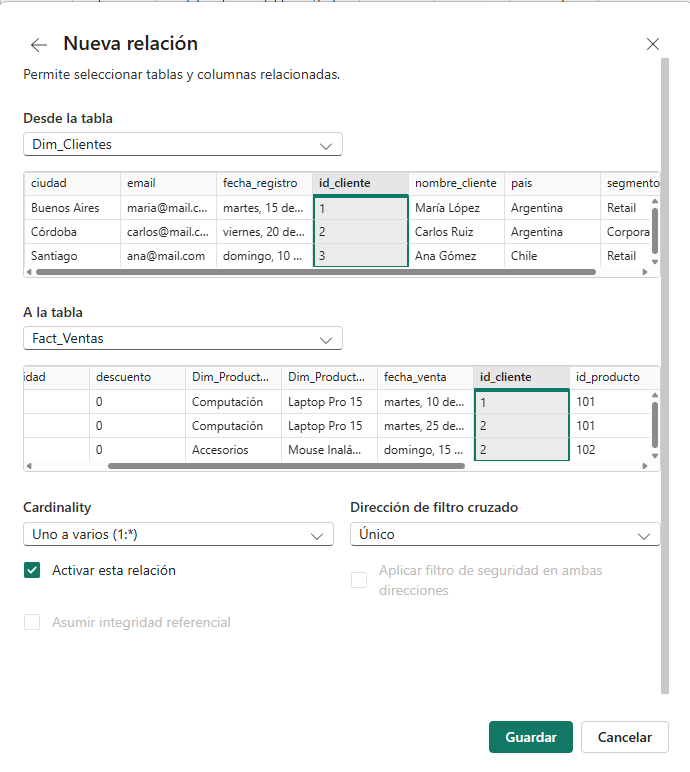 Nueva relación
Permite seleccionar tablas y columnas relacionadas.
Desde la tabla
Dim_Clientes
ciudad email fecha_registro id_cliente nombre_cliente pais segmento
Buenos Aires maria@mail.c... martes, 15 de... 1 María López Argentina Retail
Córdoba carlos@mail.c... viernes, 20 de... 2 Carlos Ruiz Argentina Corpora
Santiago ana@mail.com domingo, 10 ... 3 Ana Gómez Chile Retail
A la tabla
Fact_Ventas
idad descuento Dim_Product... Dim_Product... fecha_venta id_cliente id_producto
0 Computación Laptop Pro 15 martes, 10 de... 1 101
0 Computación Laptop Pro 15 martes, 25 de... 2 101
0 Accesorios Mouse Inalá... domingo, 15 ... 2 102
Cardinality Dirección de filtro cruzado
Uno a varios (1:*) Único
Activar esta relación
Aplicar filtro de seguridad en ambas
direcciones
Asumir integridad referencial
Guardar Cancelar